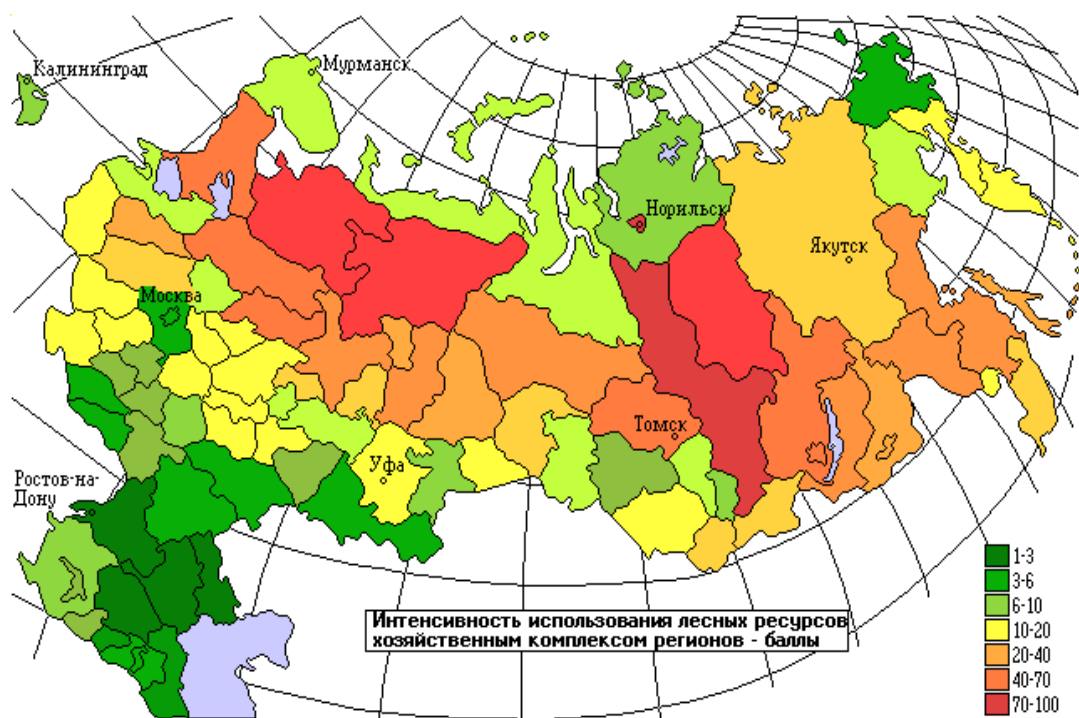 Калининград
Мурманск
Норильск
Якутск
Москва
Томск
Уфа
Ростов-на-
Дону
Интенсивность использования лесных ресурсов
хозяйственным комплексом регионов - баллы
1-3
3-6
6-10
10-20
20-40
40-70
70-100